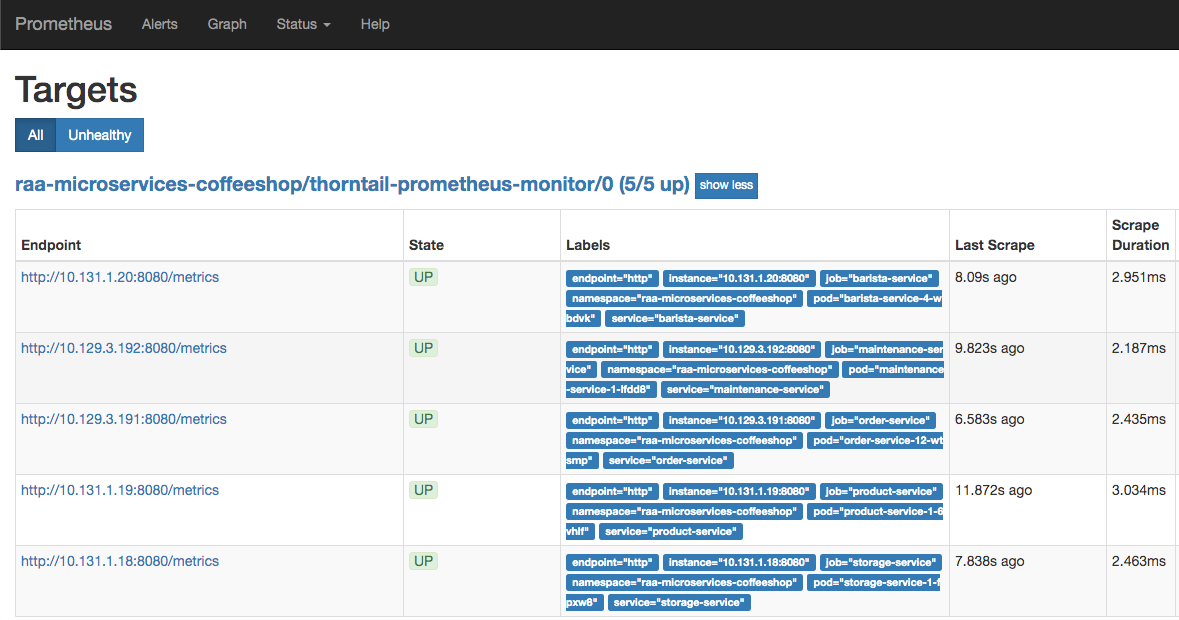 Prometheus Alerts Graph Status Help
Targets
All Unhealthy
raa-microservices-coffeeshop/thorntail-prometheus-monitor/0 (5/5 up) show less
Endpoint State Labels Last Scrape Scrape Duration
http://10.131.1.20:8080/metrics UP endpoint="http" instance="10.131.1.20:8080" job="barista-service" 8.09s ago 2.951ms
namespace="raa-microservices-coffeeshop" pod="barista-service-4-w
bdvk" service="barista-service"
http://10.129.3.192:8080/metrics UP endpoint="http" instance="10.129.3.192:8080" job="maintenance-ser 9.823s ago 2.187ms
vice" namespace="raa-microservices-coffeeshop" pod="maintenance
-service-1-lfdd8" service="maintenance-service"
http://10.129.3.191:8080/metrics UP endpoint="http" instance="10.129.3.191:8080" job="order-service" 6.583s ago 2.435ms
namespace="raa-microservices-coffeeshop" pod="order-service-12-wt
smp" service="order-service"
http://10.131.1.19:8080/metrics UP endpoint="http" instance="10.131.1.19:8080" job="product-service" 11.872s ago 3.034ms
namespace="raa-microservices-coffeeshop" pod="product-service-1-6
vhlf" service="product-service"
http://10.131.1.18:8080/metrics UP endpoint="http" instance="10.131.1.18:8080" job="storage-service" 7.838s ago 2.463ms
namespace="raa-microservices-coffeeshop" pod="storage-service-1-f
pxw8" service="storage-service"